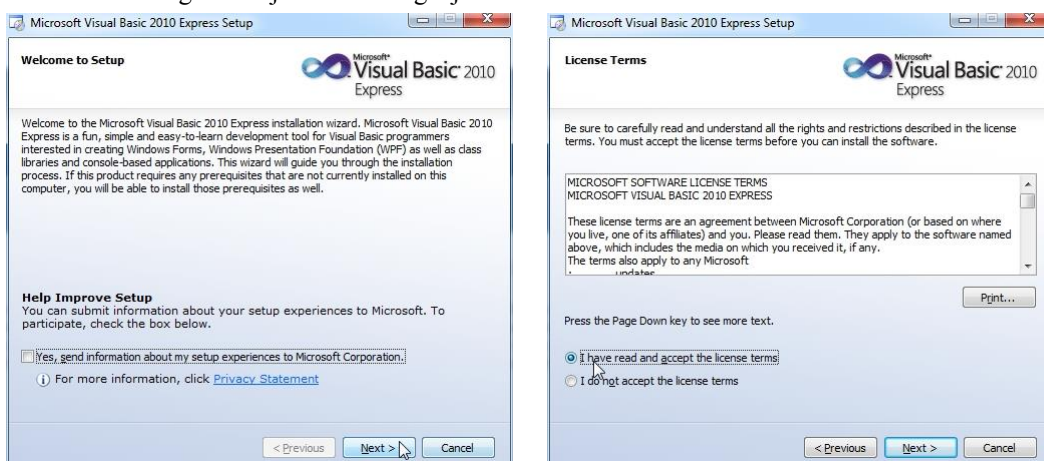 Microsoft Visual Basic 2010 Express Setup
Welcome to Setup
Microsoft®
Visual Basic® 2010
Express
Welcome to the Microsoft Visual Basic 2010 Express installation wizard. Microsoft Visual Basic 2010
Express is a fun, simple and easy-to-learn development tool for Visual Basic programmers
interested in creating Windows Forms, Windows Presentation Foundation (WPF) as well as class
libraries and console-based applications. This wizard will guide you through the installation
process. If this product requires any prerequisites that are not currently installed on this
computer, you will be able to install those prerequisites as well.
Help Improve Setup
You can submit information about your setup experiences to Microsoft. To
participate, check the box below.
Yes, send information about my setup experiences to Microsoft Corporation.
For more information, click Privacy Statement
< Previous
Next >
Cancel
Microsoft Visual Basic 2010 Express Setup
License Terms
Microsoft®
Visual Basic® 2010
Express
Be sure to carefully read and understand all the rights and restrictions described in the license
terms. You must accept the license terms before you can install the software.
MICROSOFT SOFTWARE LICENSE TERMS
MICROSOFT VISUAL BASIC 2010 EXPRESS
These license terms are an agreement between Microsoft Corporation (or based on where
you live, one of its affiliates) and you. Please read them. They apply to the software named
above, which includes the media on which you received it, if any.
The terms also apply to any Microsoft
updates
Print...
Press the Page Down key to see more text.
I have read and accept the license terms
I do not accept the license terms
< Previous
Next >
Cancel